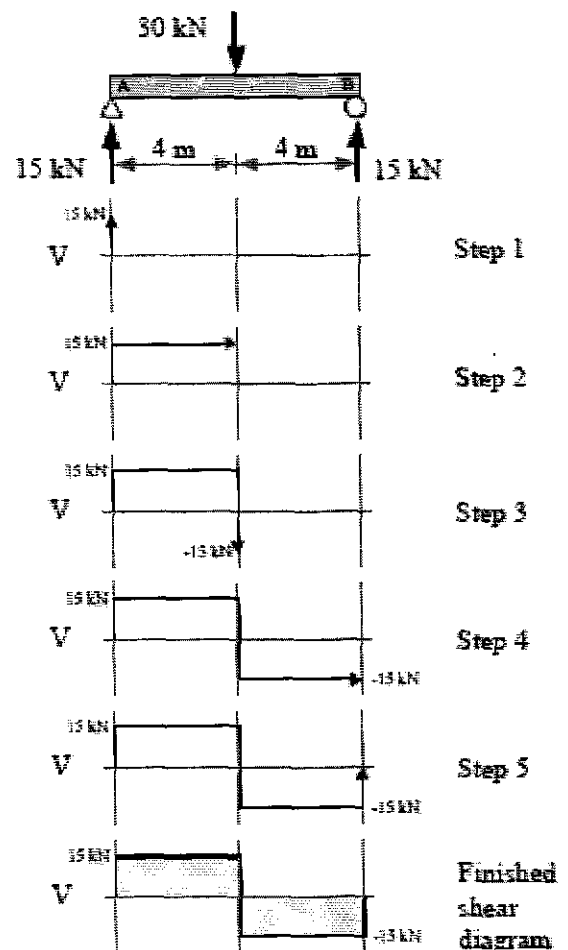 30 kN
A B
4 m 4 m
15 kN 15 kN
15 kN
V Step 1
15 kN
V Step 2
15 kN
V Step 3
-15 kN
15 kN
V Step 4
-15 kN
15 kN
V Step 5
-15 kN
15 kN
V Finished
shear
-15 kN diagram